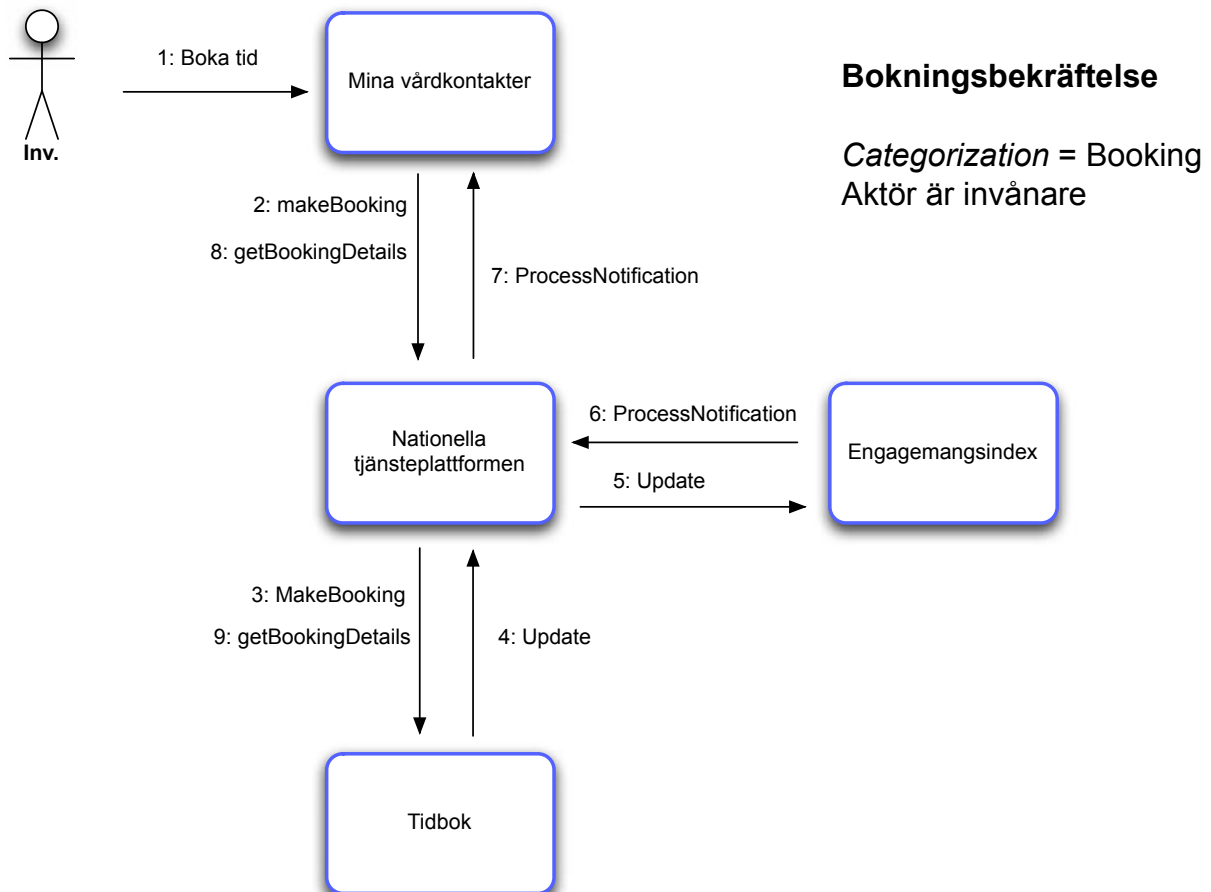 1: Boka tid
Mina vårdkontakter
Bokningsbekräftelse
Inv.
Categorization = Booking
Aktör är invånare
2: makeBooking
8: getBookingDetails
7: ProcessNotification
6: ProcessNotification
Nationella
tjänsteplattformen
Engagemangsindex
5: Update
3: MakeBooking
9: getBookingDetails
4: Update
Tidbok